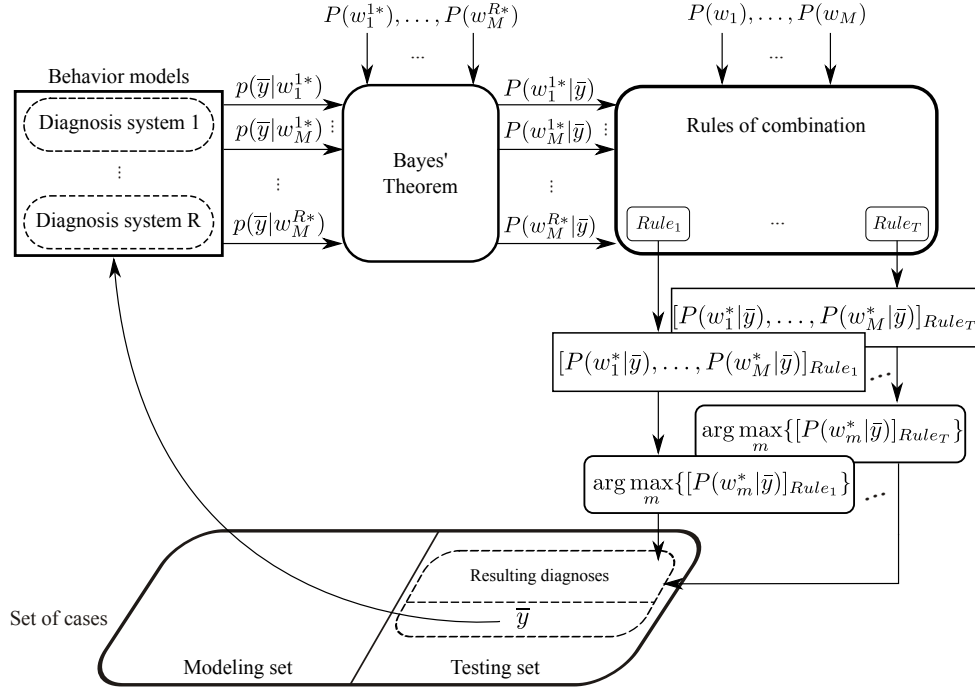 P(w_1^{1*}), . . . , P(w_M^{R*})
P(w_1), . . . , P(w_M)
...
...
Behavior models
Diagnosis system 1
...
Diagnosis system R
p(y̅|w_1^{1*})
p(y̅|w_M^{1*})
...
...
p(y̅|w_M^{R*})
Bayes'
Theorem
P(w_1^{1*}|y̅)
P(w_M^{1*}|y̅)
...
...
P(w_M^{R*}|y̅)
Rules of combination
Rule_1
...
Rule_T
[P(w_1^*|y̅), . . . , P(w_M^*|y̅)]_{Rule_T}
[P(w_1^*|y̅), . . . , P(w_M^*|y̅)]_{Rule_1}
...
arg max_m{[P(w_m^*|y̅)]_{Rule_T}}
arg max_m{[P(w_m^*|y̅)]_{Rule_1}}
...
Resulting diagnoses
y̅
Set of cases
Modeling set
Testing set